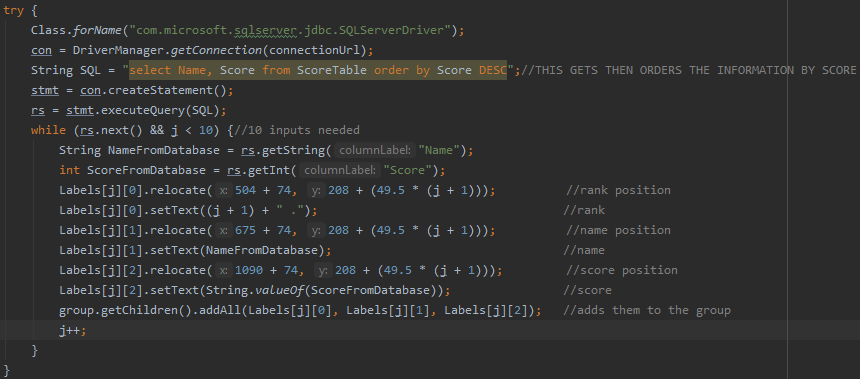 try {
Class.forName("com.microsoft.sqlserver.jdbc.SQLServerDriver");
con = DriverManager.getConnection(connectionUrl);
String SQL = "select Name, Score from ScoreTable order by Score DESC";//THIS GETS THEN ORDERS THE INFORMATION BY SCORE
stmt = con.createStatement();
rs = stmt.executeQuery(SQL);
while (rs.next() && j < 10) {//10 inputs needed
String NameFromDatabase = rs.getString( columnLabel: "Name");
int ScoreFromDatabase = rs.getInt( columnLabel: "Score");
Labels[j][0].relocate( x: 504 + 74, y: 208 + (49.5 * (j + 1))); //rank position
Labels[j][0].setText((j + 1) + " ."); //rank
Labels[j][1].relocate( x: 675 + 74, y: 208 + (49.5 * (j + 1))); //name position
Labels[j][1].setText(NameFromDatabase); //name
Labels[j][2].relocate( x: 1090 + 74, y: 208 + (49.5 * (j + 1))); //score position
Labels[j][2].setText(String.valueOf(ScoreFromDatabase)); //score
group.getChildren().addAll(Labels[j][0], Labels[j][1], Labels[j][2]); //adds them to the group
j++;
}
}